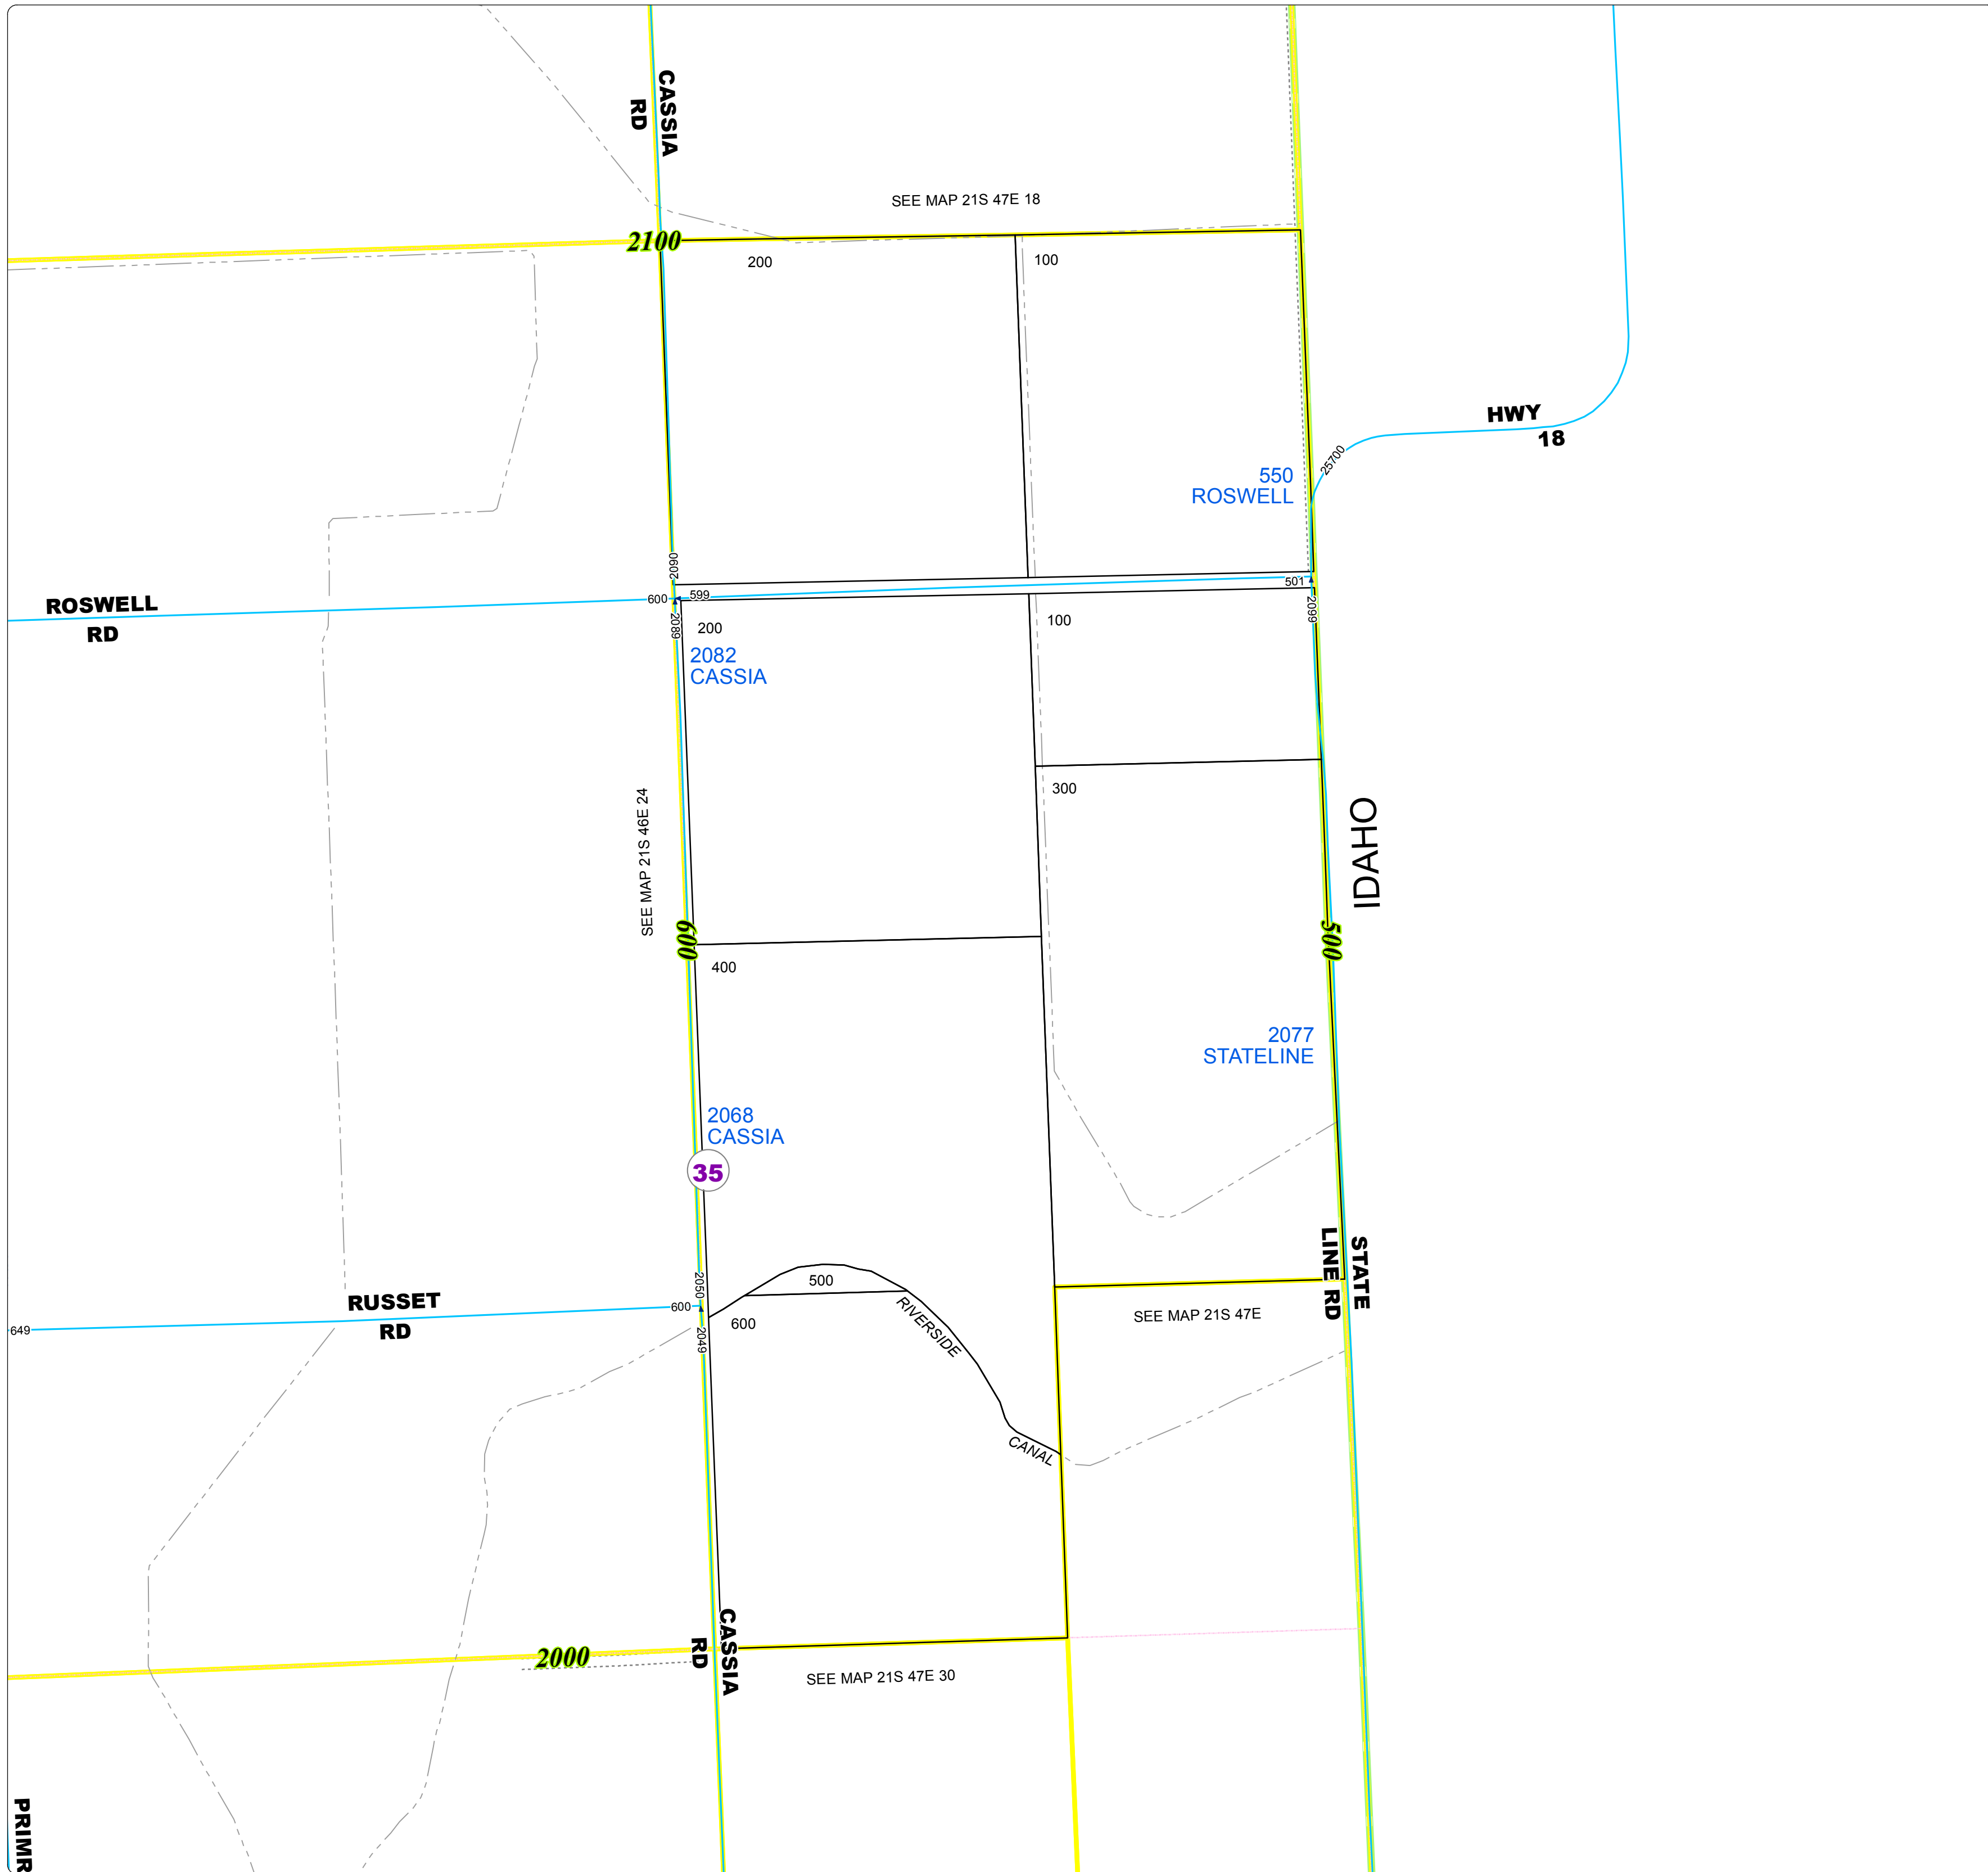 CASSIA
RD
SEE MAP 21S 47E 18
2100
200
100
HWY
18
25700
550
ROSWELL
2090
501
599
600
ROSWELL
RD
2089
2099
200
100
2082
CASSIA
300
SEE MAP 21S 46E 24
IDAHO
600
500
400
2077
STATELINE
2068
CASSIA
35
STATE
LINE RD
2050
500
RUSSET
RD
600
649
600
2049
RIVERSIDE
CANAL
SEE MAP 21S 47E
CASSIA
RD
2000
SEE MAP 21S 47E 30
PRIMR